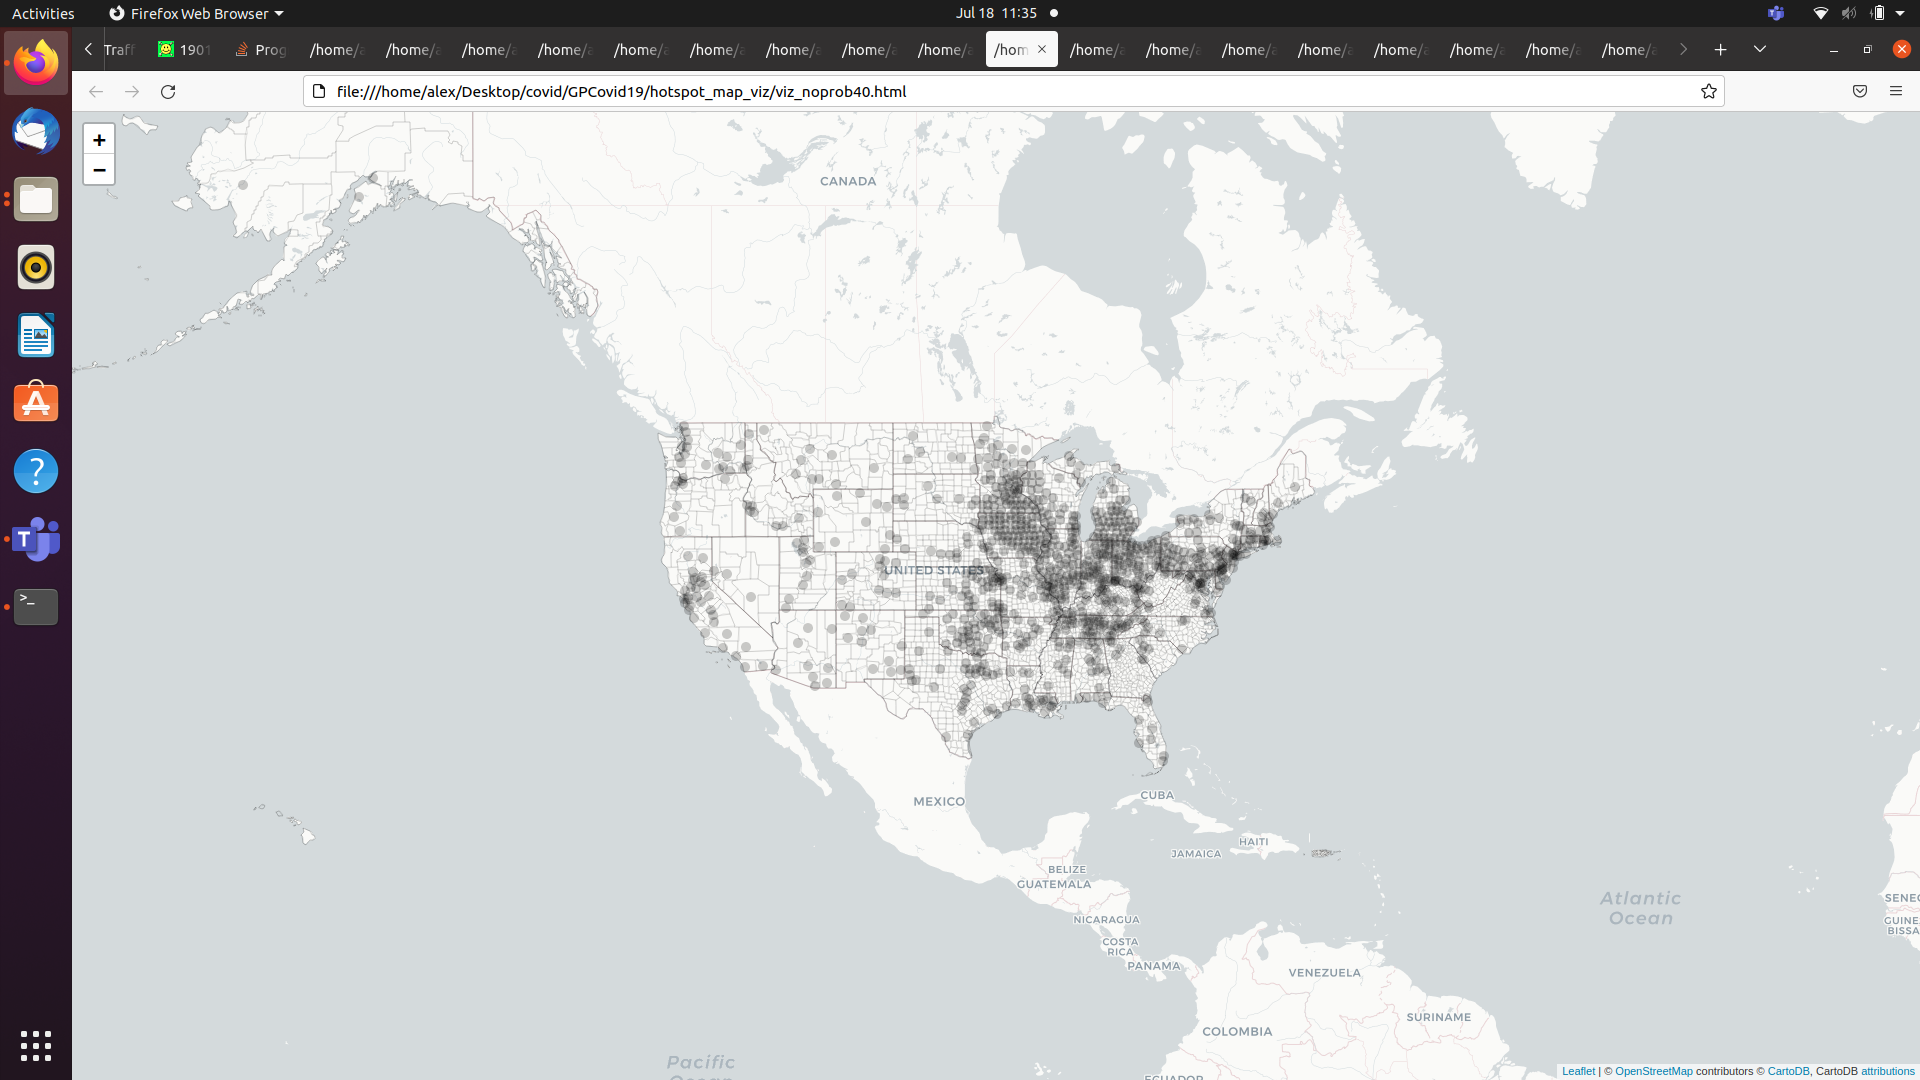 Activities
Firefox Web Browser
Jul 18 11:35
Traff
1901
Prog
/home/a
/home/a
/home/a
/home/a
/home/a
/home/a
/home/a
/home/a
/home/a
/hom
/home/a
/home/a
/home/a
/home/a
/home/a
/home/a
/home/a
/home/a
file:///home/alex/Desktop/covid/GPCovid19/hotspot_map_viz/viz_noprob40.html
+
−
CANADA
UNITED STATES
MEXICO
CUBA
HAITI
JAMAICA
BELIZE
GUATEMALA
NICARAGUA
COSTA
RICA
PANAMA
VENEZUELA
COLOMBIA
SURINAME
ECUADOR
Atlantic
Ocean
SENEG
GUINE
BISSA
Pacific
Ocean
Leaflet | © OpenStreetMap contributors © CartoDB, CartoDB attributions